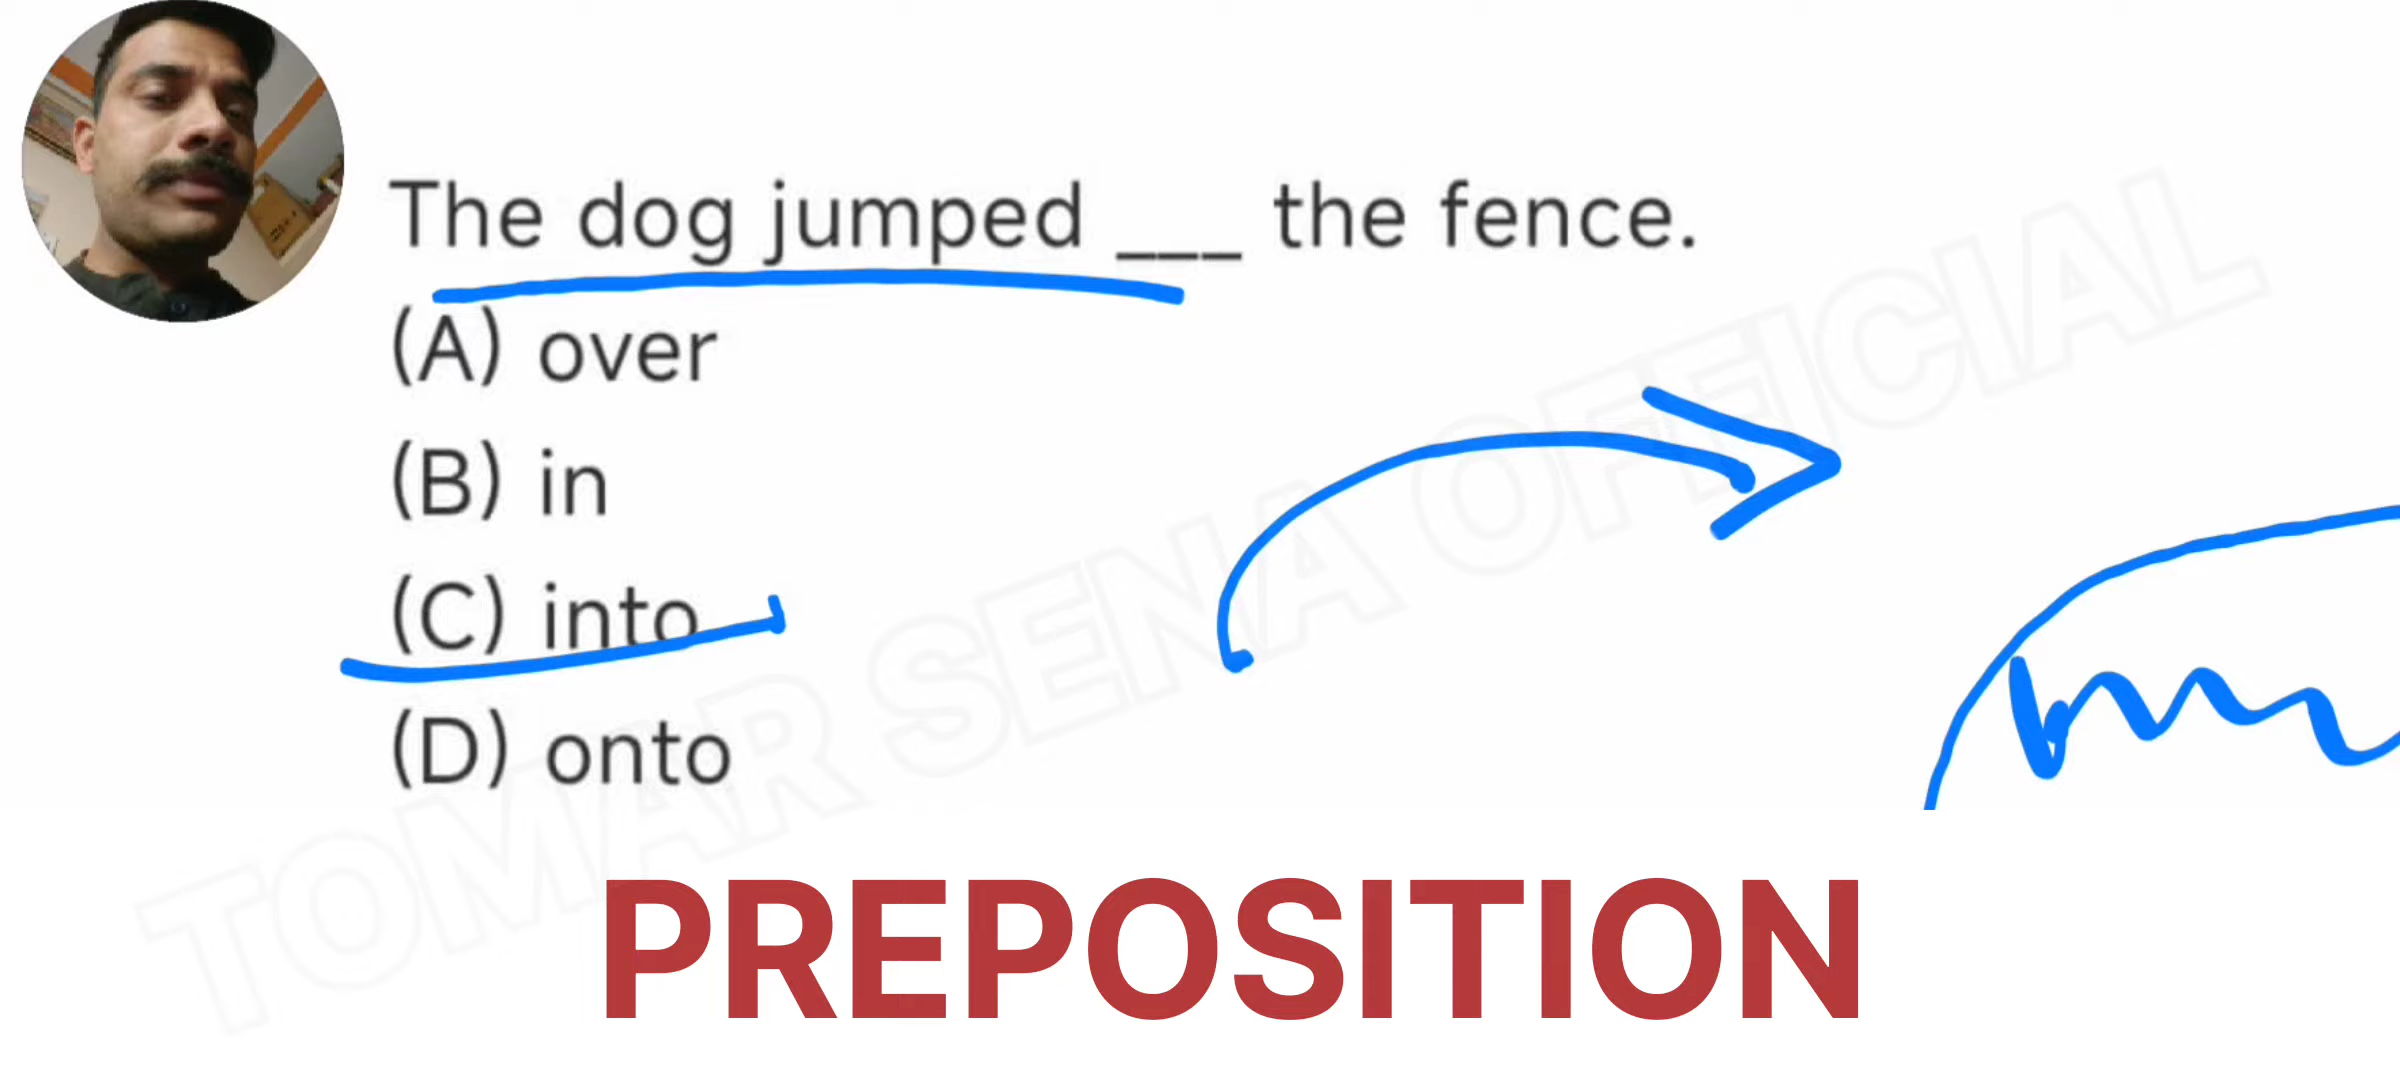 The dog jumped ___ the fence.
(A) over
(B) in
(C) into
(D) onto
TOMAR SENA OFFICIAL
PREPOSITION